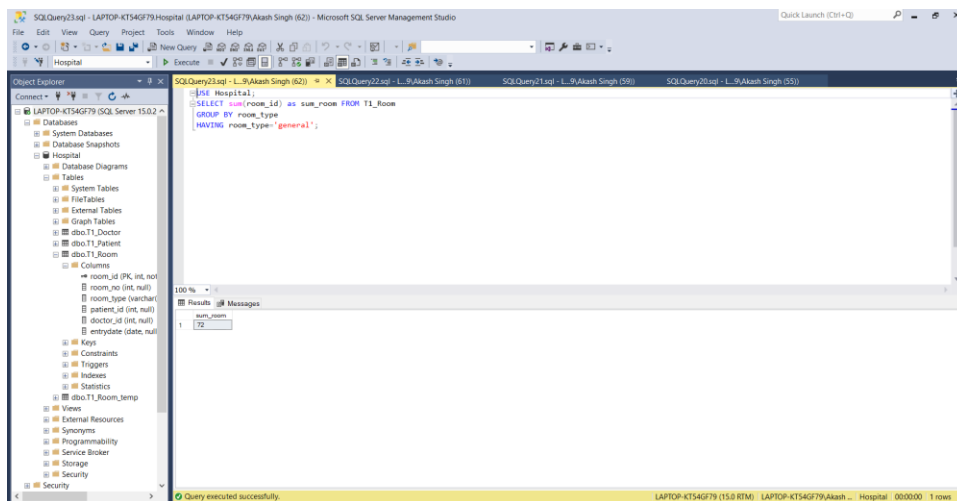 SQLQuery23.sql - LAPTOP-KT54GF79.Hospital (LAPTOP-KT54GF79\Akash Singh (62)) - Microsoft SQL Server Management Studio
Quick Launch (Ctrl+Q)
File Edit View Query Project Tools Window Help
New Query
Hospital
Execute
Object Explorer
SQLQuery23.sql - L...9\Akash Singh (62))
SQLQuery22.sql - L...9\Akash Singh (61))
SQLQuery21.sql - L...9\Akash Singh (59))
SQLQuery20.sql - L...9\Akash Singh (55))
Connect
LAPTOP-KT54GF79 (SQL Server 15.0.2
Databases
System Databases
Database Snapshots
Hospital
Database Diagrams
Tables
System Tables
FileTables
External Tables
Graph Tables
dbo.T1_Doctor
dbo.T1_Patient
dbo.T1_Room
Columns
room_id (PK, int, not
room_no (int, null)
room_type (varchar(
patient_id (int, null)
doctor_id (int, null)
entrydate (date, null
Keys
Constraints
Triggers
Indexes
Statistics
dbo.T1_Room_temp
Views
External Resources
Synonyms
Programmability
Service Broker
Storage
Security
Security
USE Hospital;
SELECT sum(room_id) as sum_room FROM T1_Room
GROUP BY room_type
HAVING room_type='general';
100 %
Results Messages
sum_room
1 72
Query executed successfully.
LAPTOP-KT54GF79 (15.0 RTM) LAPTOP-KT54GF79\Akash ... Hospital 00:00:00 1 rows